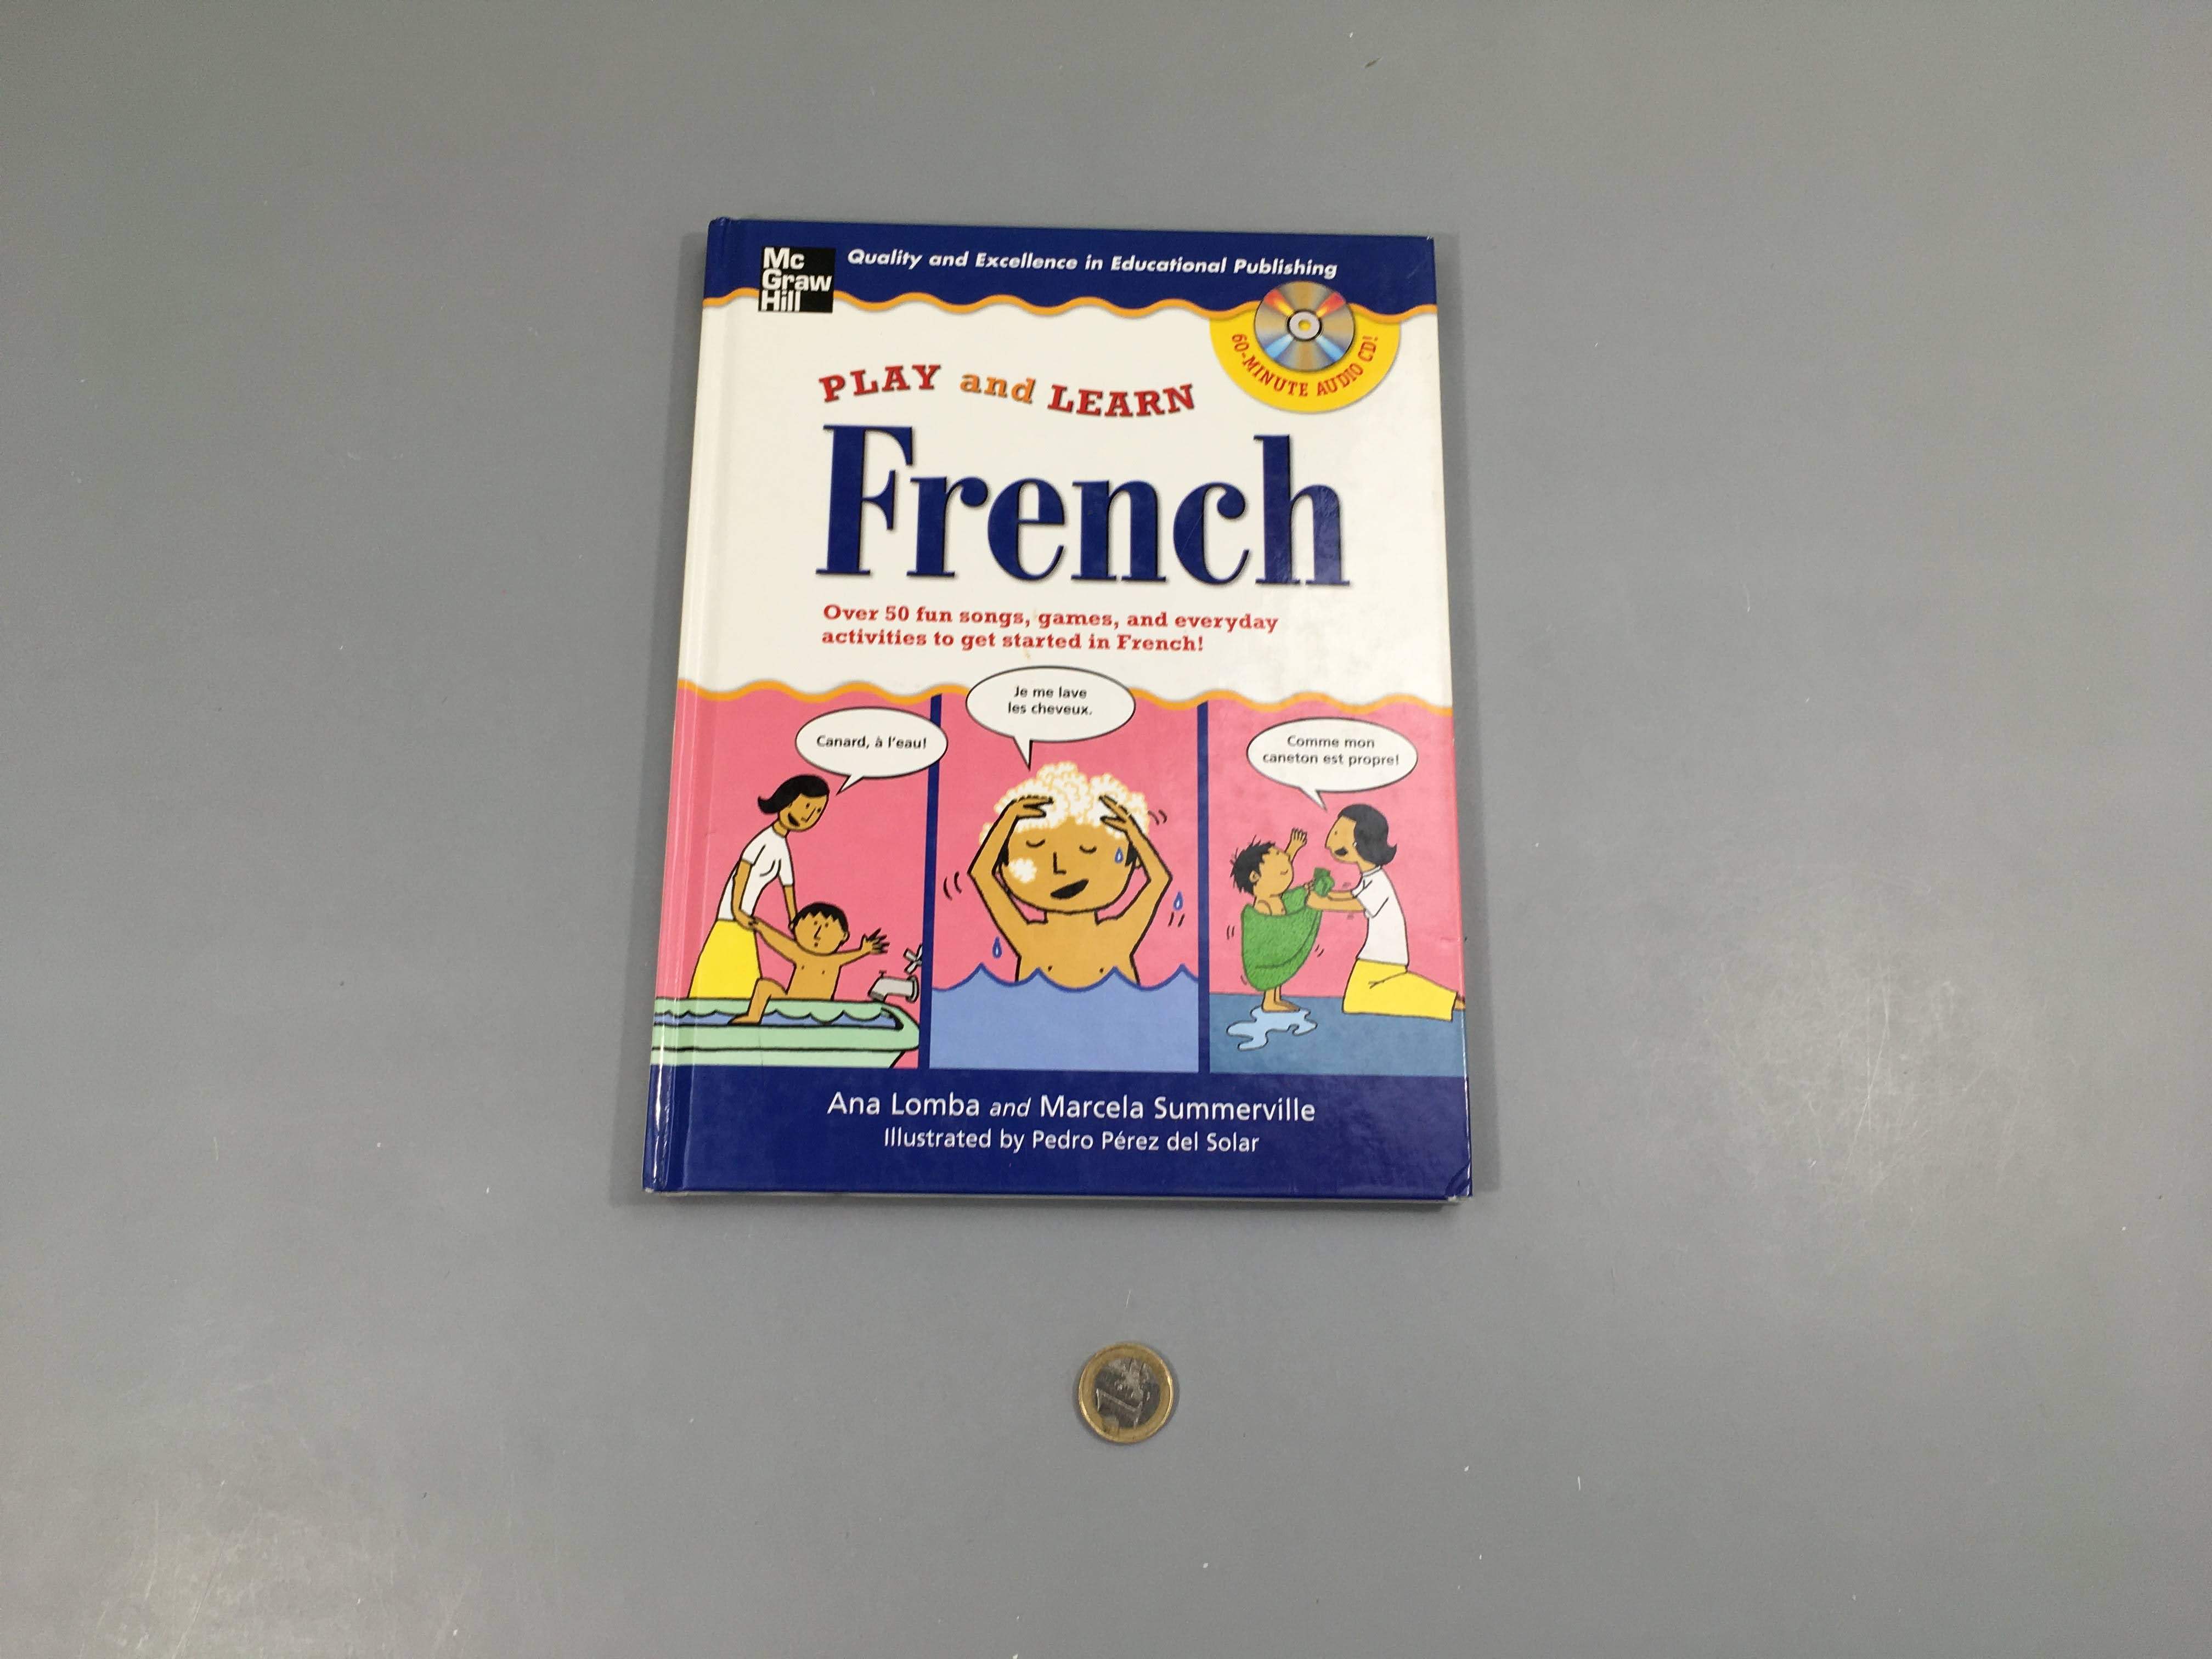 Mc
Graw
Hill
Quality and Excellence in Educational Publishing
60-MINUTE AUDIO CD!
PLAY and LEARN
French
Over 50 fun songs, games, and everyday
activities to get started in French!
Canard, à l'eau!
Je me lave
les cheveux.
Comme mon
caneton est propre!
Ana Lomba and Marcela Summerville
Illustrated by Pedro Pérez del Solar
1